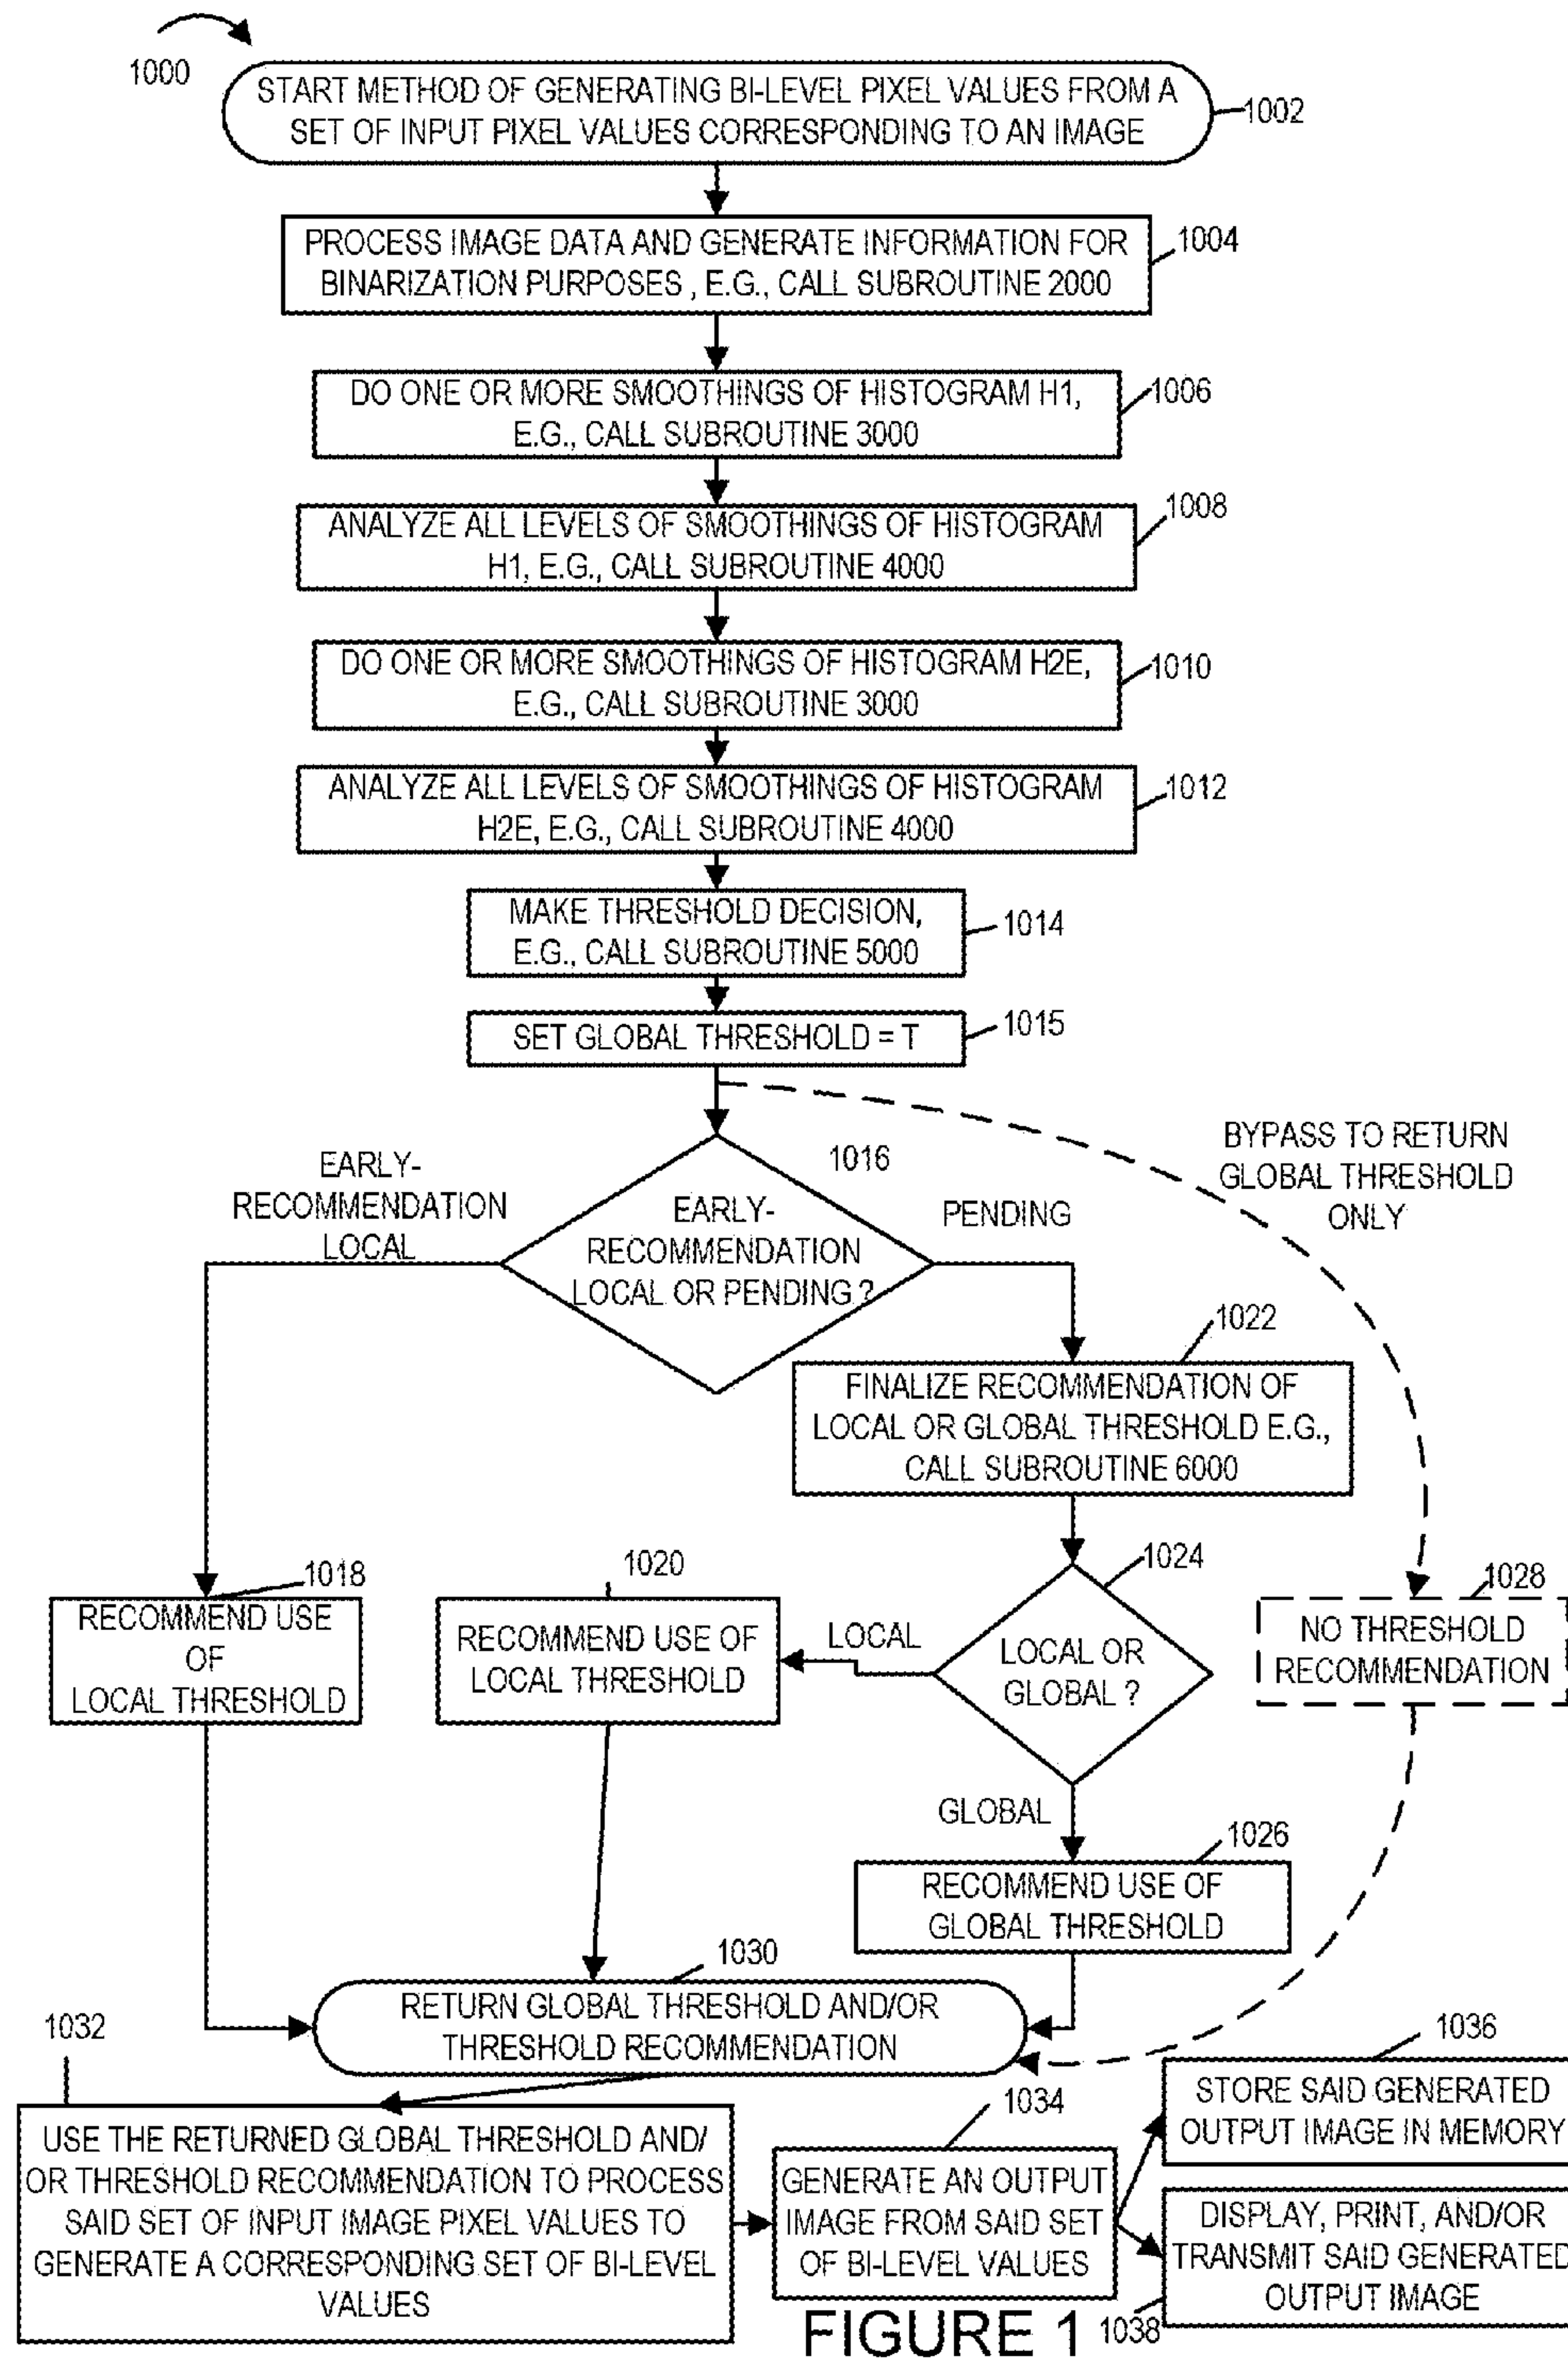 1000
START METHOD OF GENERATING BI-LEVEL PIXEL VALUES FROM A
SET OF INPUT PIXEL VALUES CORRESPONDING TO AN IMAGE
1002
PROCESS IMAGE DATA AND GENERATE INFORMATION FOR
BINARIZATION PURPOSES , E.G., CALL SUBROUTINE 2000
1004
DO ONE OR MORE SMOOTHINGS OF HISTOGRAM H1,
E.G., CALL SUBROUTINE 3000
1006
ANALYZE ALL LEVELS OF SMOOTHINGS OF HISTOGRAM
H1, E.G., CALL SUBROUTINE 4000
1008
DO ONE OR MORE SMOOTHINGS OF HISTOGRAM H2E,
E.G., CALL SUBROUTINE 3000
1010
ANALYZE ALL LEVELS OF SMOOTHINGS OF HISTOGRAM
H2E, E.G., CALL SUBROUTINE 4000
1012
MAKE THRESHOLD DECISION,
E.G., CALL SUBROUTINE 5000
1014
SET GLOBAL THRESHOLD = T
1015
BYPASS TO RETURN
GLOBAL THRESHOLD
ONLY
1016
EARLY-
RECOMMENDATION
LOCAL
EARLY-
RECOMMENDATION
LOCAL OR PENDING ?
PENDING
1022
FINALIZE RECOMMENDATION OF
LOCAL OR GLOBAL THRESHOLD E.G.,
CALL SUBROUTINE 6000
1018
RECOMMEND USE
OF
LOCAL THRESHOLD
1020
RECOMMEND USE OF
LOCAL THRESHOLD
LOCAL
1024
LOCAL OR
GLOBAL ?
1028
NO THRESHOLD
RECOMMENDATION
GLOBAL
1026
RECOMMEND USE OF
GLOBAL THRESHOLD
1030
RETURN GLOBAL THRESHOLD AND/OR
THRESHOLD RECOMMENDATION
1032
USE THE RETURNED GLOBAL THRESHOLD AND/
OR THRESHOLD RECOMMENDATION TO PROCESS
SAID SET OF INPUT IMAGE PIXEL VALUES TO
GENERATE A CORRESPONDING SET OF BI-LEVEL
VALUES
1034
GENERATE AN OUTPUT
IMAGE FROM SAID SET
OF BI-LEVEL VALUES
1036
STORE SAID GENERATED
OUTPUT IMAGE IN MEMORY
DISPLAY, PRINT, AND/OR
TRANSMIT SAID GENERATED
OUTPUT IMAGE
1038
FIGURE 1